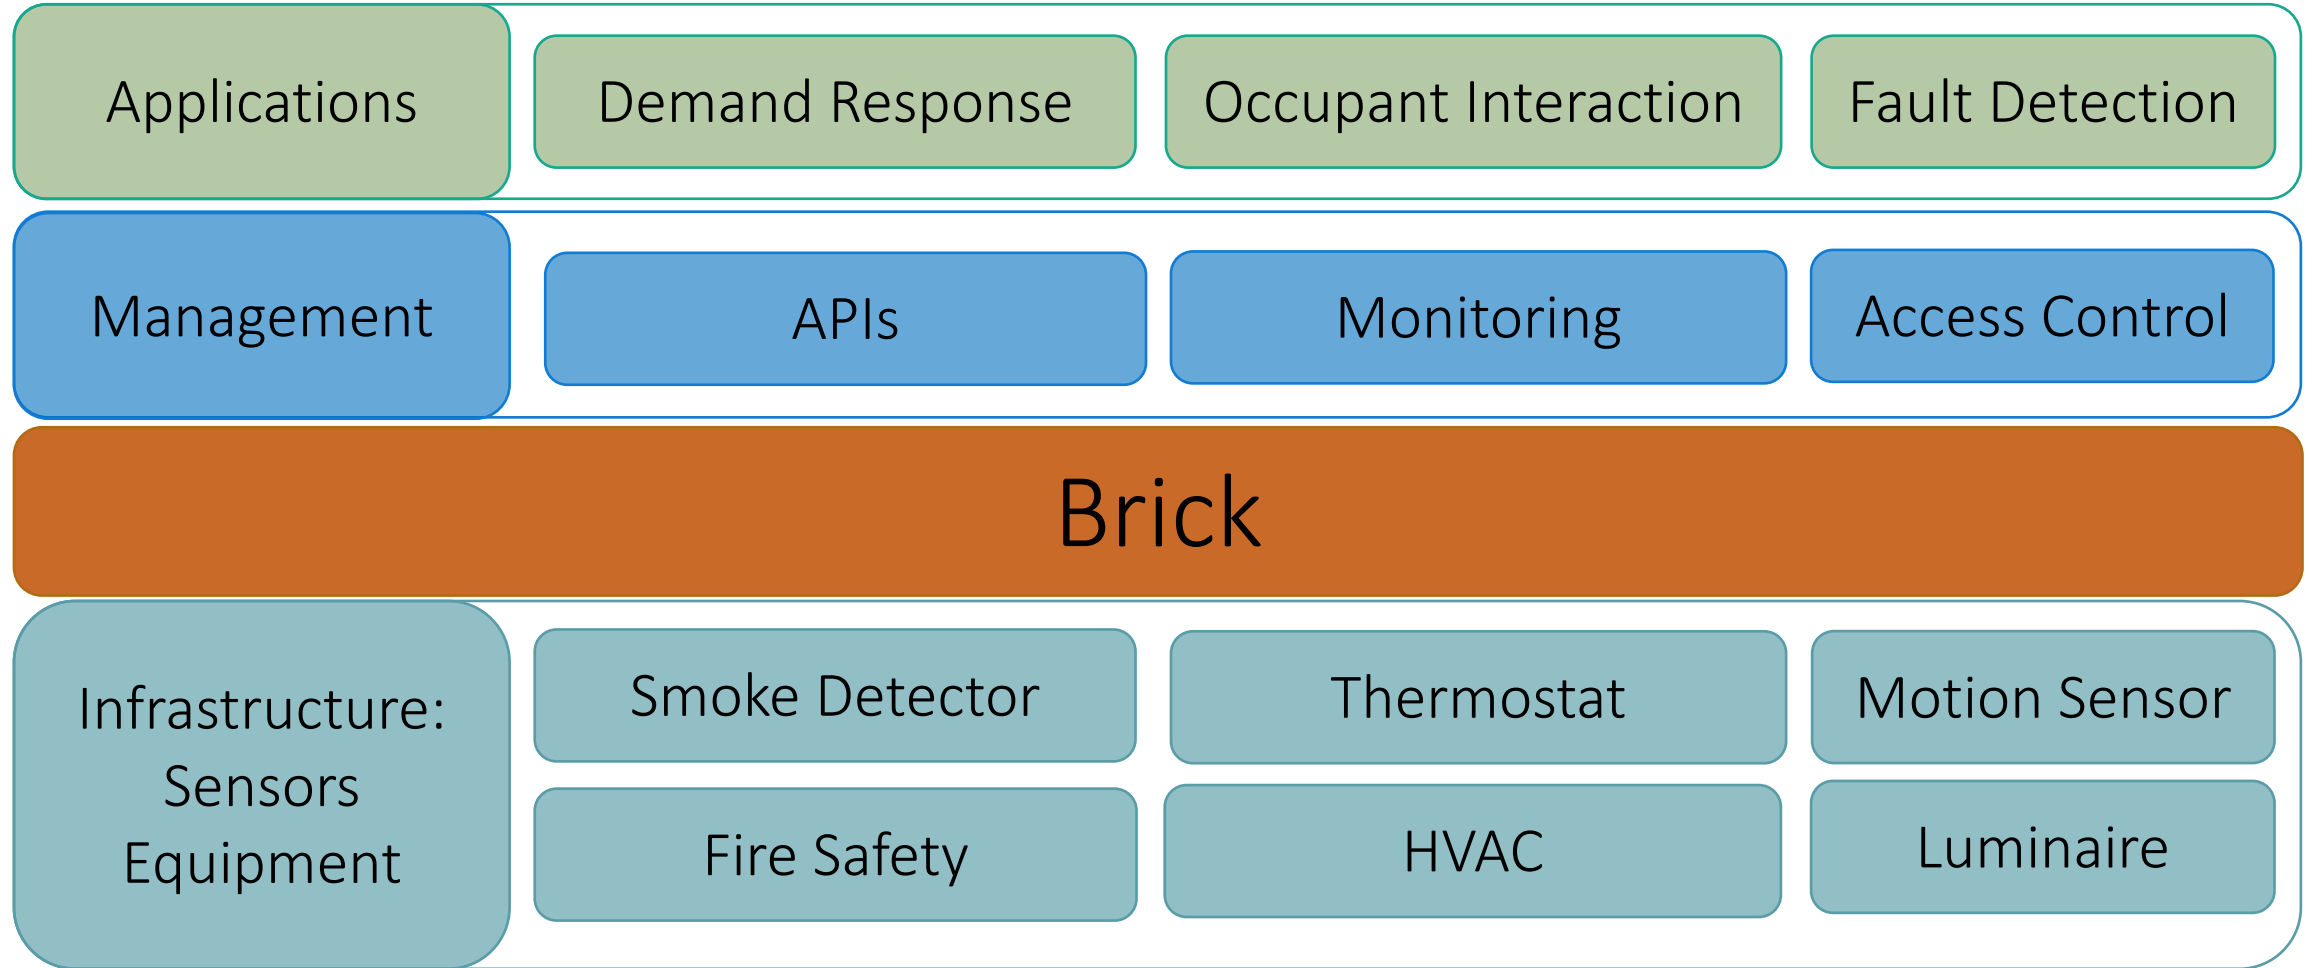 Applications
Demand Response
Occupant Interaction
Fault Detection
Management
APIs
Monitoring
Access Control
Brick
Infrastructure:
Sensors
Equipment
Smoke Detector
Thermostat
Motion Sensor
Fire Safety
HVAC
Luminaire